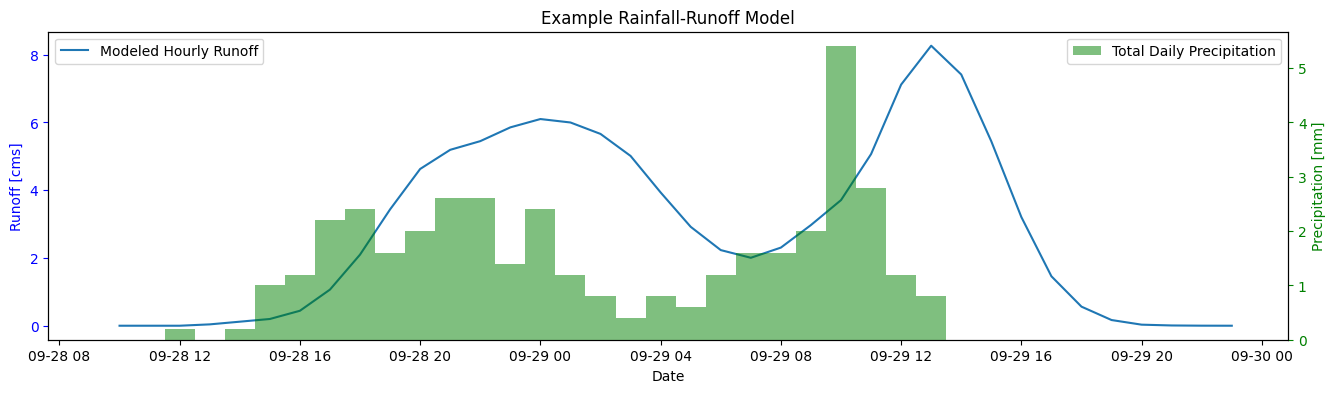 Example Rainfall-Runoff Model
Modeled Hourly Runoff
Total Daily Precipitation
8
6
4
2
0
Runoff [cms]
5
4
3
2
1
0
Precipitation [mm]
09-28 08 09-28 12 09-28 16 09-28 20 09-29 00 09-29 04 09-29 08 09-29 12 09-29 16 09-29 20 09-30 00
Date